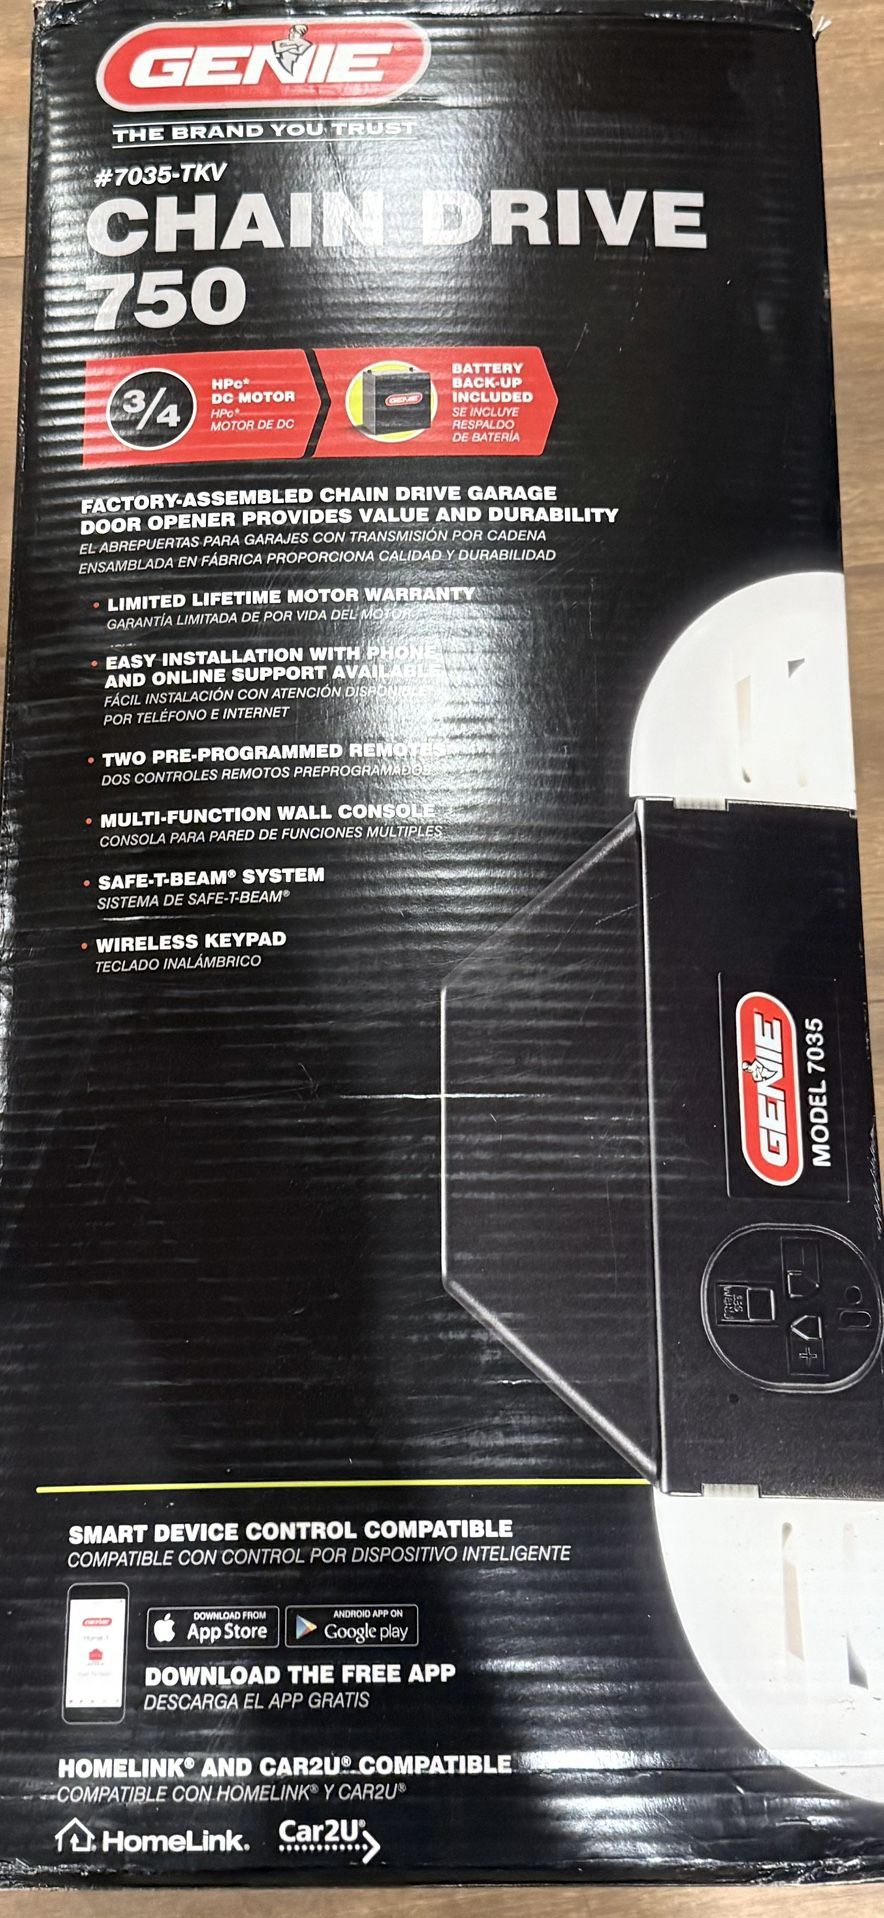 GENIE
THE BRAND YOU TRUST
#7035-TKV
CHAIN DRIVE
750
3/4
HPc*
DC MOTOR
HPc*
MOTOR DE DC
GENIE
BATTERY
BACK-UP
INCLUDED
SE INCLUYE
RESPALDO
DE BATERÍA
FACTORY-ASSEMBLED CHAIN DRIVE GARAGE
DOOR OPENER PROVIDES VALUE AND DURABILITY
EL ABREPUERTAS PARA GARAJES CON TRANSMISIÓN POR CADENA
ENSAMBLADA EN FÁBRICA PROPORCIONA CALIDAD Y DURABILIDAD
• LIMITED LIFETIME MOTOR WARRANTY
GARANTÍA LIMITADA DE POR VIDA DEL MOTOR
• EASY INSTALLATION WITH PHONE
AND ONLINE SUPPORT AVAILABLE
FÁCIL INSTALACIÓN CON ATENCIÓN DISPONIBLE
POR TELÉFONO E INTERNET
• TWO PRE-PROGRAMMED REMOTES
DOS CONTROLES REMOTOS PREPROGRAMADOS
• MULTI-FUNCTION WALL CONSOLE
CONSOLA PARA PARED DE FUNCIONES MÚLTIPLES
• SAFE-T-BEAM® SYSTEM
SISTEMA DE SAFE-T-BEAM®
• WIRELESS KEYPAD
TECLADO INALÁMBRICO
GENIE
MODEL 7035
SMART DEVICE CONTROL COMPATIBLE
COMPATIBLE CON CONTROL POR DISPOSITIVO INTELIGENTE
GENIE
DOWNLOAD FROM
App Store
ANDROID APP ON
Google play
DOWNLOAD THE FREE APP
DESCARGA EL APP GRATIS
HOMELINK® AND CAR2U® COMPATIBLE
COMPATIBLE CON HOMELINK® Y CAR2U®
HomeLink.
Car2U®